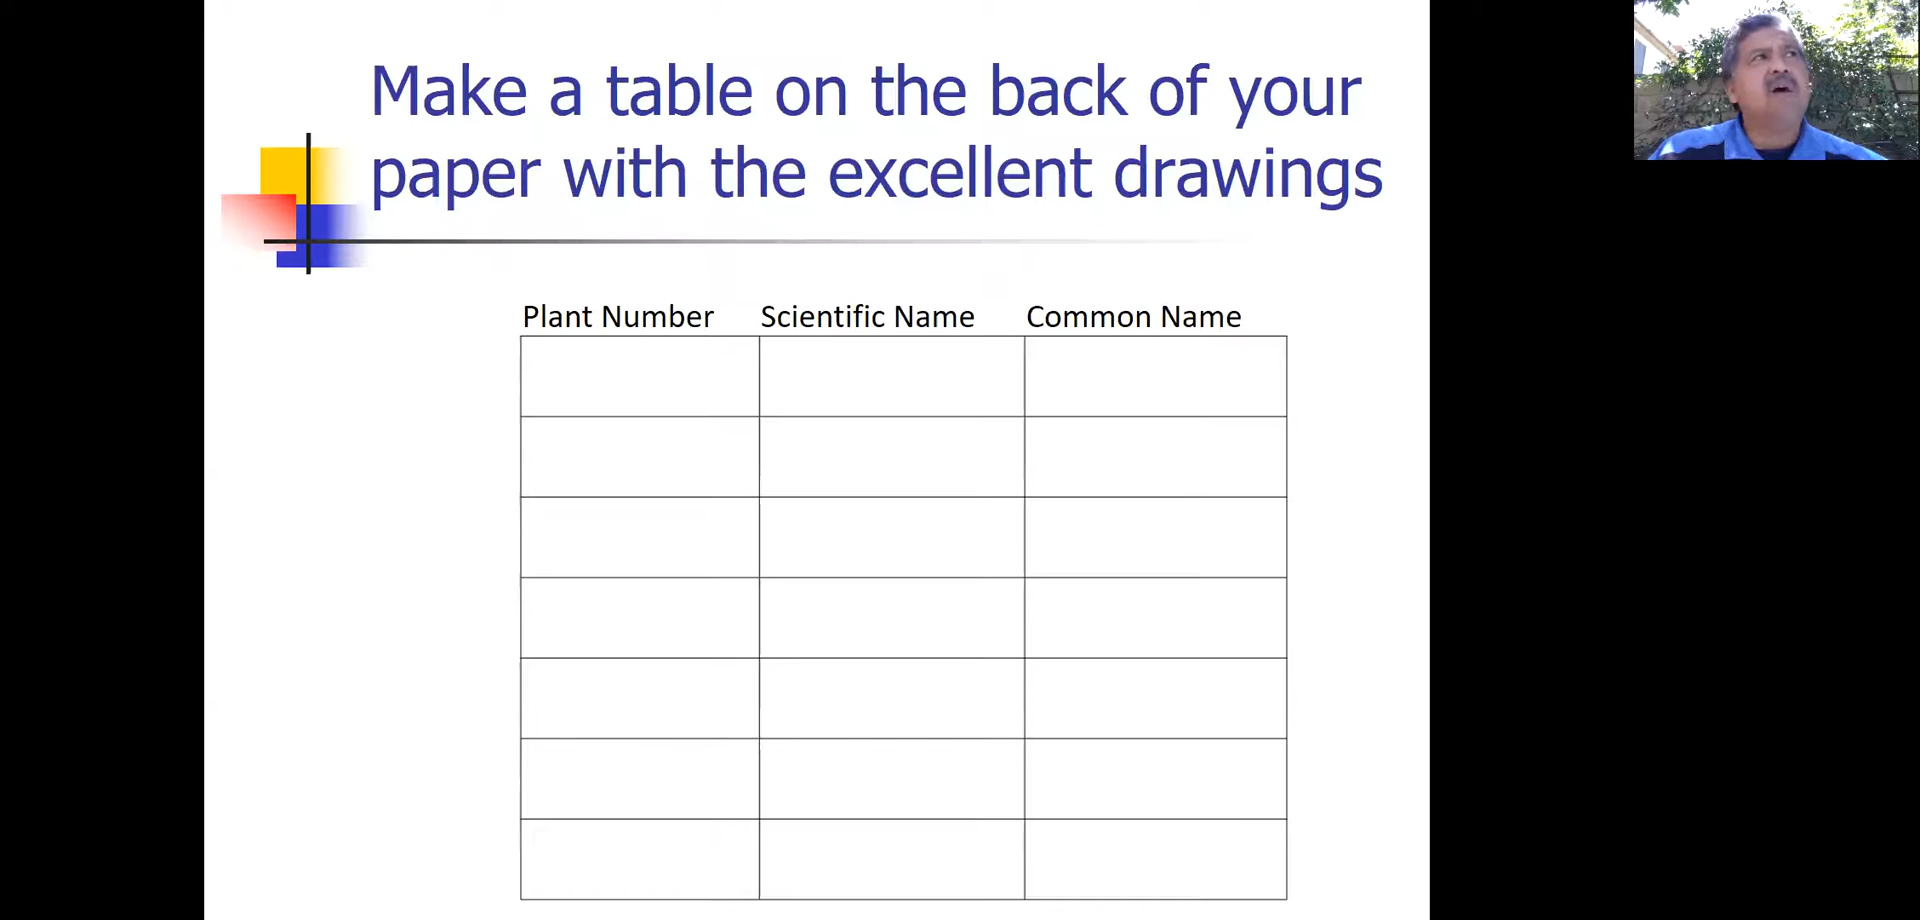 Make a table on the back of your
paper with the excellent drawings
Plant Number Scientific Name Common Name